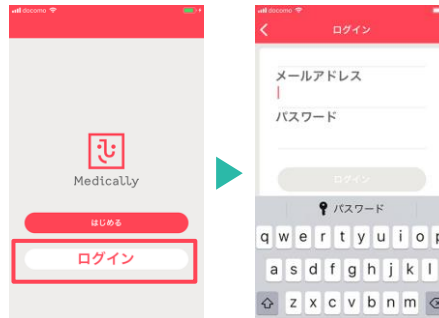 docomo
Medically
はじめる
ログイン
docomo
ログイン
メールアドレス
パスワード
ログイン
パスワード
q w e r t y u i o p
a s d f g h j k l
z x c v b n m